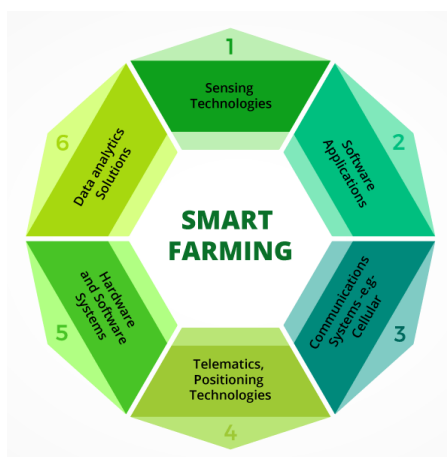 1
Sensing
Technologies
2
Software
Applications
3
Communications
Systems -e.g-
Cellular
4
Telematics,
Positioning
Technologies
5
Hardware
and Software
Systems
6
Data analytics
Solutions
SMART
FARMING